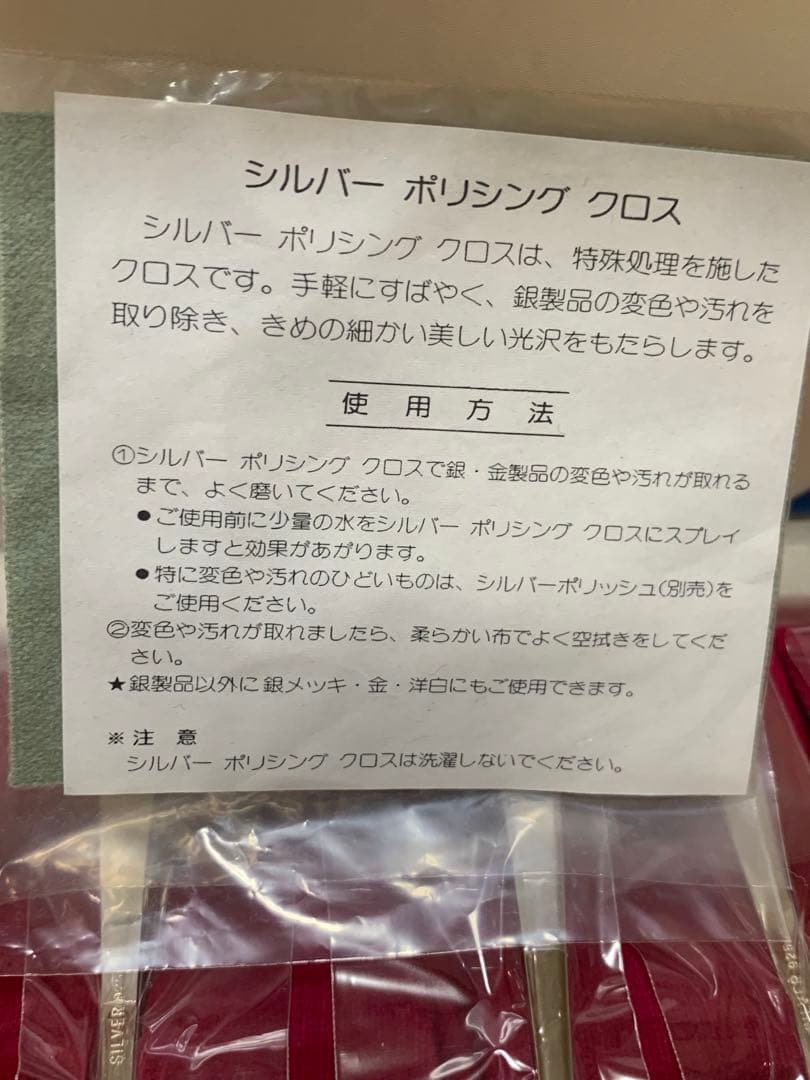 シルバー ポリシング クロス
シルバー ポリシング クロスは、特殊処理を施した
クロスです。手軽にすばやく、銀製品の変色や汚れを
取り除き、きめの細かい美しい光沢をもたらします。
使用方法
①シルバー ポリシング クロスで銀・金製品の変色や汚れが取れる
まで、よく磨いてください。
●ご使用前に少量の水をシルバー ポリシング クロスにスプレイ
しますと効果があがります。
●特に変色や汚れのひどいものは、シルバーポリッシュ(別売)を
ご使用ください。
②変色や汚れが取れましたら、柔らかい布でよく空拭きをしてくだ
さい。
★銀製品以外に銀メッキ・金・洋白にもご使用できます。
※注 意
シルバー ポリシング クロスは洗濯しないでください。
SILVER
925